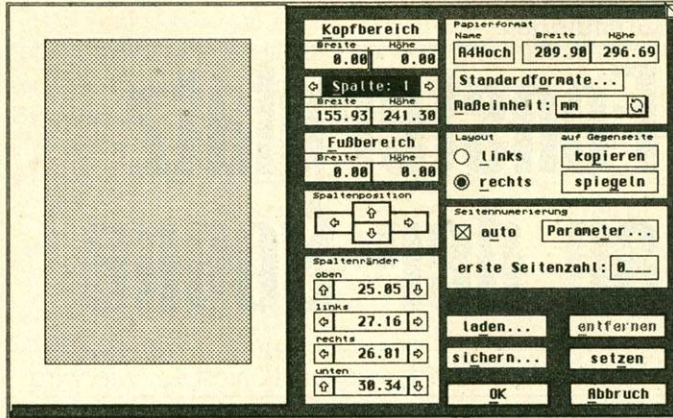 Kopfbereich
Breite Höhe
0.00 0.00
Spalte: 1
Breite Höhe
155.93 241.30
Fußbereich
Breite Höhe
0.00 0.00
Spaltenposition
Spaltenränder
oben
25.05
links
27.16
rechts
26.81
unten
30.34
Papierformat
Name Breite Höhe
A4Hoch 209.90 296.69
Standardformate...
Maßeinheit: mm
Layout auf Gegenseite
links kopieren
rechts spiegeln
Seitennumerierung
auto Parameter...
erste Seitenzahl: 0___
laden... entfernen
sichern... setzen
OK Abbruch